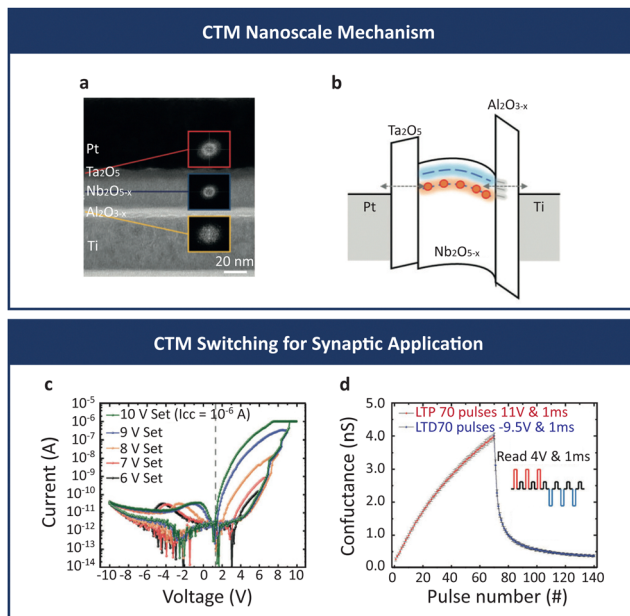 CTM Nanoscale Mechanism
a
Pt
Ta2O5
Nb2O5-x
Al2O3-x
Ti
20 nm
b
Al2O3-x
Ta2O5
Pt
Ti
Nb2O5-x
CTM Switching for Synaptic Application
c
10-5
10-6
10-7
10-8
10-9
10-10
10-11
10-12
10-13
10-14
Current (A)
10 V Set (Icc = 10-6 A)
9 V Set
8 V Set
7 V Set
6 V Set
-10 -8 -6 -4 -2 0 2 4 6 8 10
Voltage (V)
d
5.0
4.0
3.0
2.0
1.0
0.0
Confuctance (nS)
LTP 70 pulses 11V & 1ms
LTD70 pulses -9.5V & 1ms
Read 4V & 1ms
0 20 40 60 80 100 120 140
Pulse number (#)